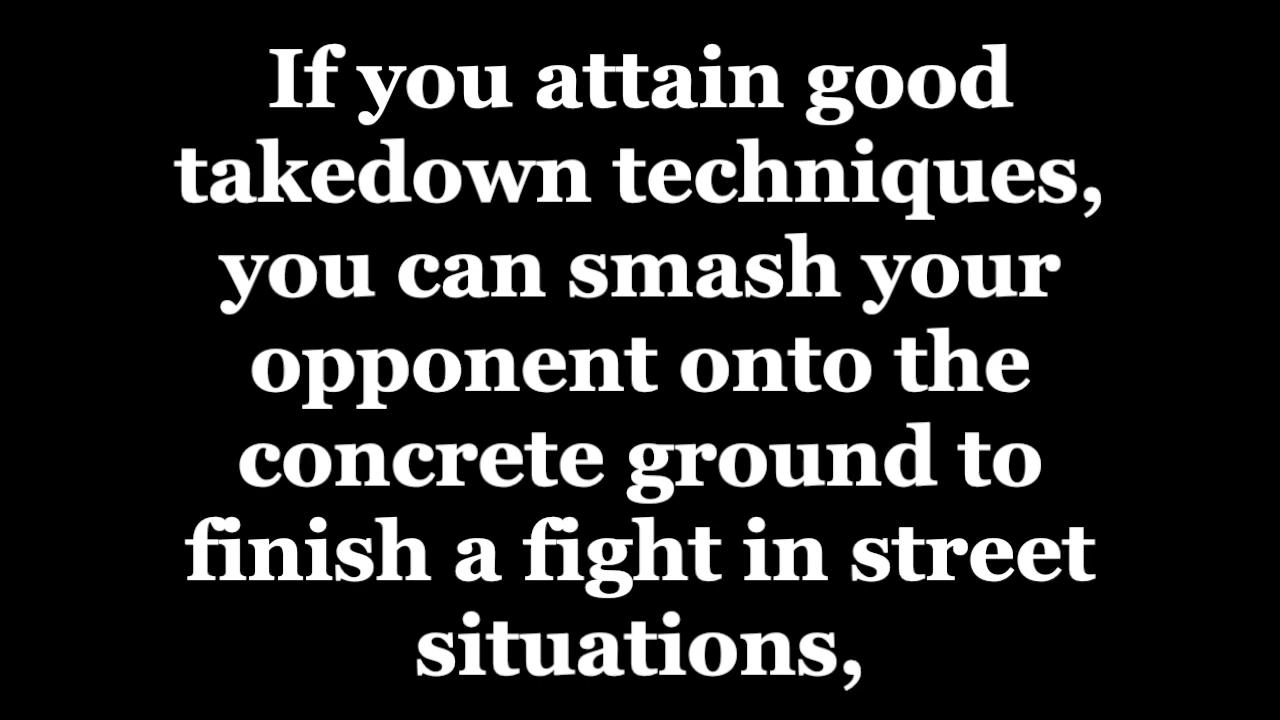 If you attain good
takedown techniques,
you can smash your
opponent onto the
concrete ground to
finish a fight in street
situations,